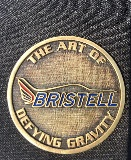 THE ART OF
BRISTELL
DEFYING GRAVITY